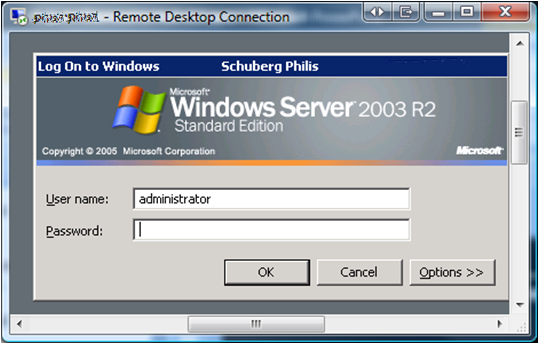 - Remote Desktop Connection
Log On to Windows Schuberg Philis
Microsoft®
Windows Server 2003 R2
Standard Edition
Copyright © 2005 Microsoft Corporation Microsoft
User name: administrator
Password:
OK Cancel Options >>